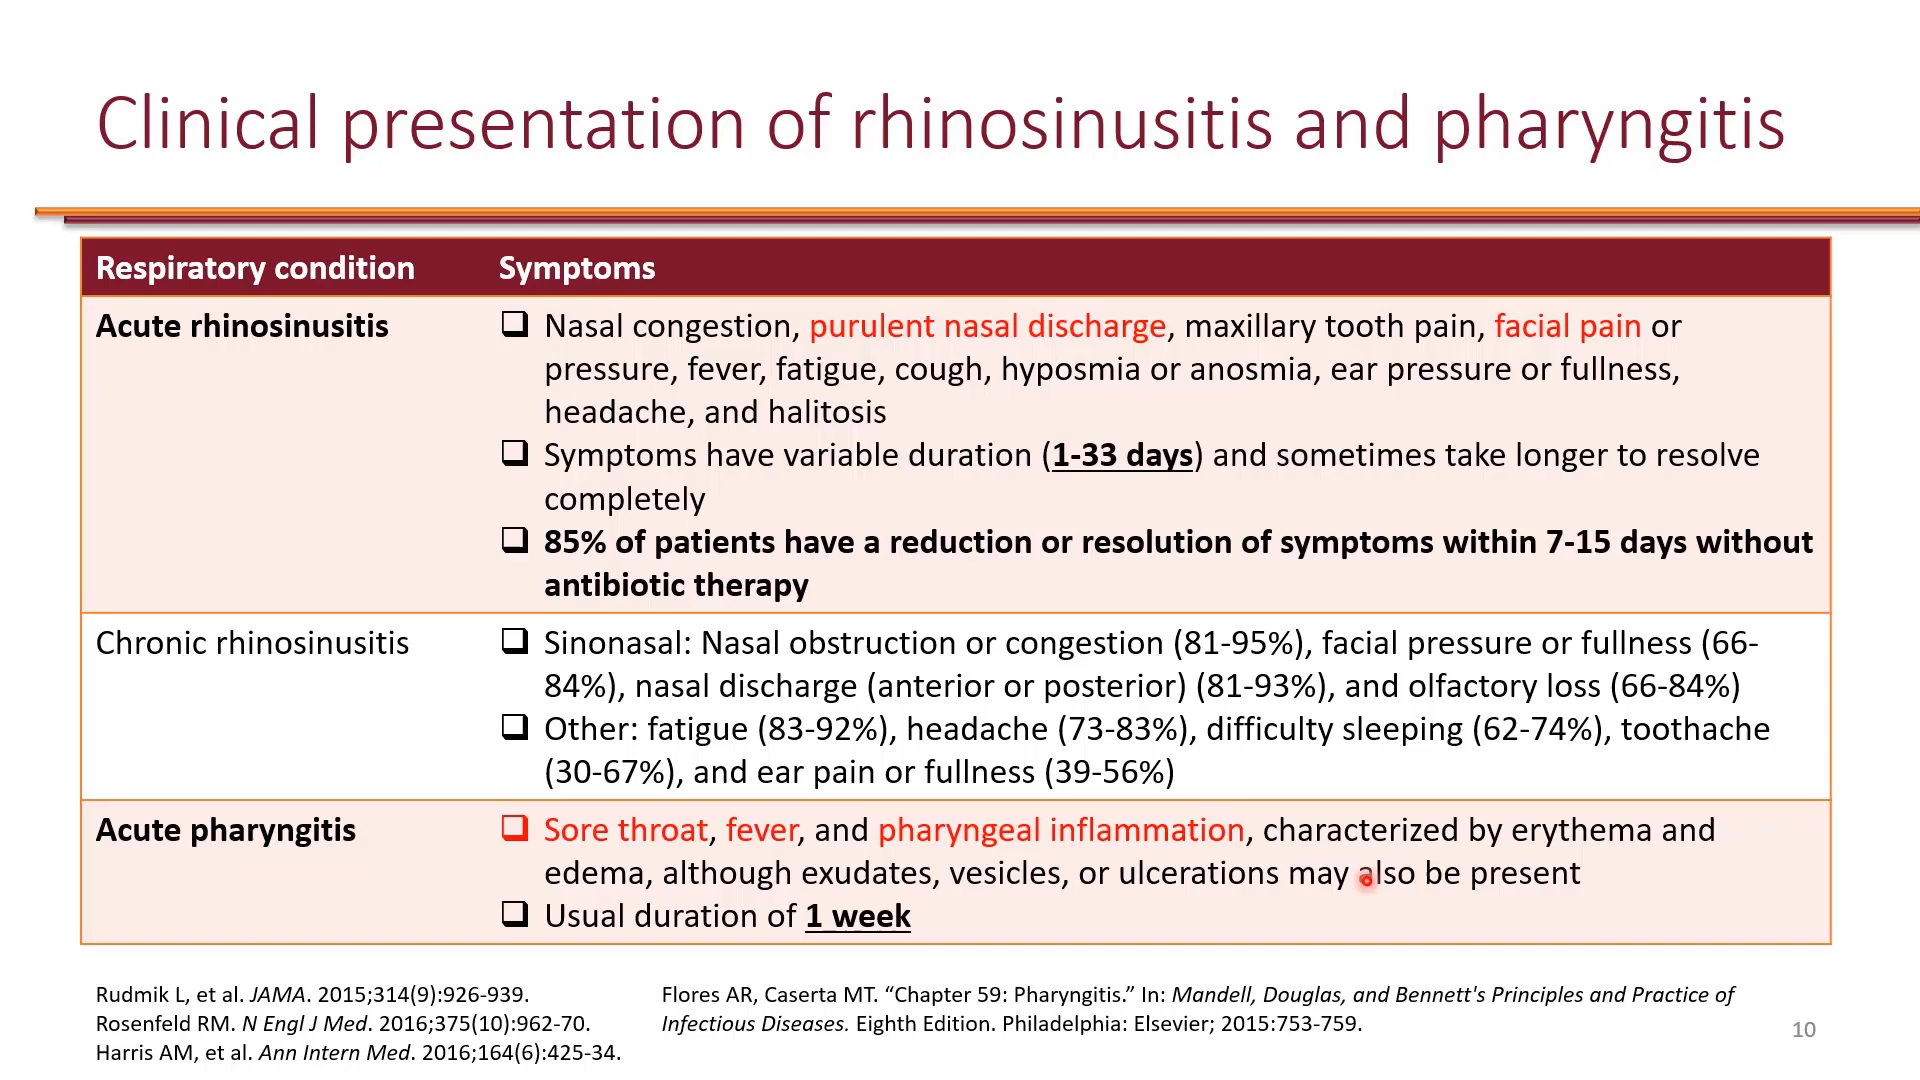 Clinical presentation of rhinosinusitis and pharyngitis
Respiratory condition
Symptoms
Acute rhinosinusitis
❑ Nasal congestion, purulent nasal discharge, maxillary tooth pain, facial pain or
pressure, fever, fatigue, cough, hyposmia or anosmia, ear pressure or fullness,
headache, and halitosis
❑ Symptoms have variable duration (1-33 days) and sometimes take longer to resolve
completely
❑ 85% of patients have a reduction or resolution of symptoms within 7-15 days without
antibiotic therapy
Chronic rhinosinusitis
❑ Sinonasal: Nasal obstruction or congestion (81-95%), facial pressure or fullness (66-
84%), nasal discharge (anterior or posterior) (81-93%), and olfactory loss (66-84%)
❑ Other: fatigue (83-92%), headache (73-83%), difficulty sleeping (62-74%), toothache
(30-67%), and ear pain or fullness (39-56%)
Acute pharyngitis
❑ Sore throat, fever, and pharyngeal inflammation, characterized by erythema and
edema, although exudates, vesicles, or ulcerations may also be present
❑ Usual duration of 1 week
Rudmik L, et al. JAMA. 2015;314(9):926-939.
Rosenfeld RM. N Engl J Med. 2016;375(10):962-70.
Harris AM, et al. Ann Intern Med. 2016;164(6):425-34.
Flores AR, Caserta MT. “Chapter 59: Pharyngitis.” In: Mandell, Douglas, and Bennett's Principles and Practice of
Infectious Diseases. Eighth Edition. Philadelphia: Elsevier; 2015:753-759.
10